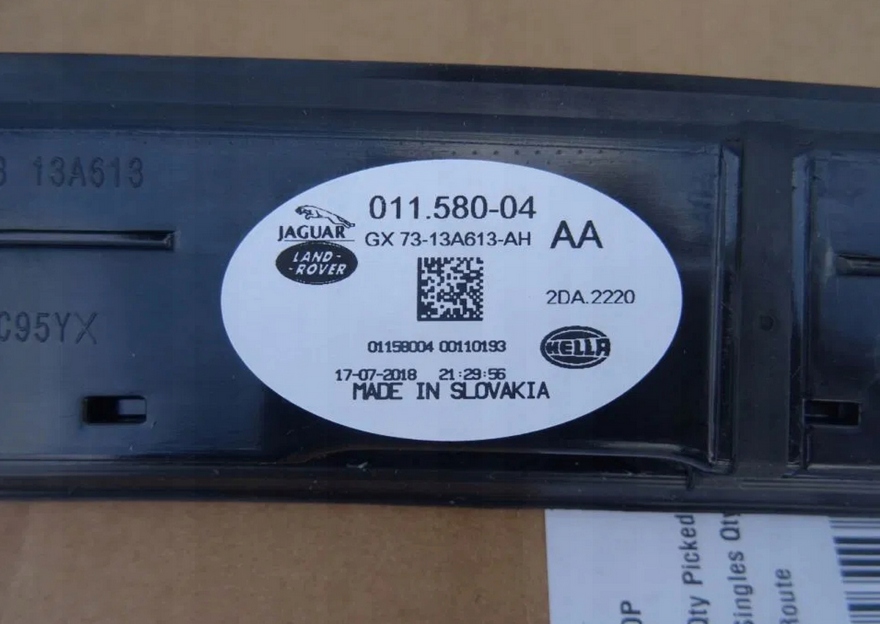 3 13A613
C95YX
JAGUAR
LAND-
-ROVER
011.580-04
GX 73-13A613-AH AA
2DA.2220
01158004 00110193
HELLA
17-07-2018 21:29:56
MADE IN SLOVAKIA
OP
Qty Picked
Singles Qty
Route